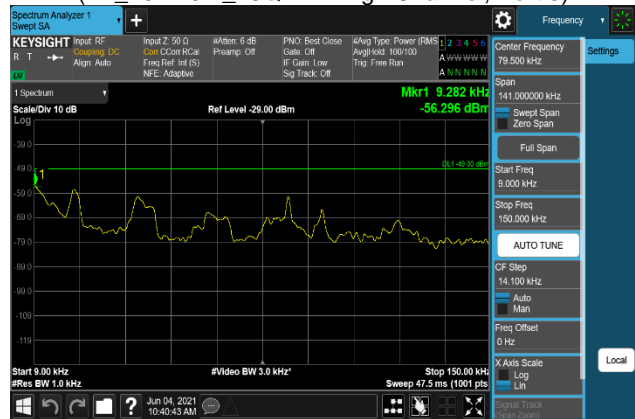 Spectrum Analyzer 1
Swept SA
Frequency
KEYSIGHT
R T
LW
Input: RF
Coupling: DC
Align: Auto
Input Z: 50 Ω
Corr CCorr RCal
Freq Ref: Int (S)
NFE: Adaptive
#Atten: 6 dB
Preamp: Off
PNO: Best Close
Gate: Off
IF Gain: Low
Sig Track: Off
#Avg Type: Power (RMS
Avg|Hold: 100/100
Trig: Free Run
1 2 3 4 5 6
A W W W W W
A N N N N N
1 Spectrum
Scale/Div 10 dB
Log
Ref Level -29.00 dBm
Mkr1 9.282 kHz
-56.296 dBm
-39.0
-49.0
-59.0
-69.0
-79.0
-89.0
-99.0
-109
-119
1
DL1 -49.00 dBm
Start 9.00 kHz
#Res BW 1.0 kHz
#Video BW 3.0 kHz*
Stop 150.00 kHz
Sweep 47.5 ms (1001 pts
Center Frequency
79.500 kHz
Span
141.000000 kHz
Swept Span
Zero Span
Full Span
Start Freq
9.000 kHz
Stop Freq
150.000 kHz
AUTO TUNE
CF Step
14.100 kHz
Auto
Man
Freq Offset
0 Hz
X Axis Scale
Log
Lin
Signal Track
(Span Zoom)
Settings
Local
?
Jun 04, 2021
10:40:43 AM